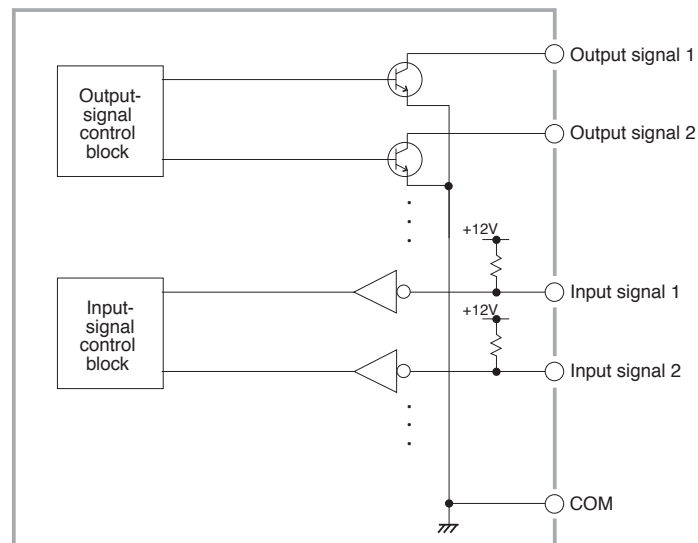 Output signal 1
Output-
signal
control
block
Output signal 2
+12V
Input signal 1
Input-
signal
control
block
+12V
Input signal 2
COM